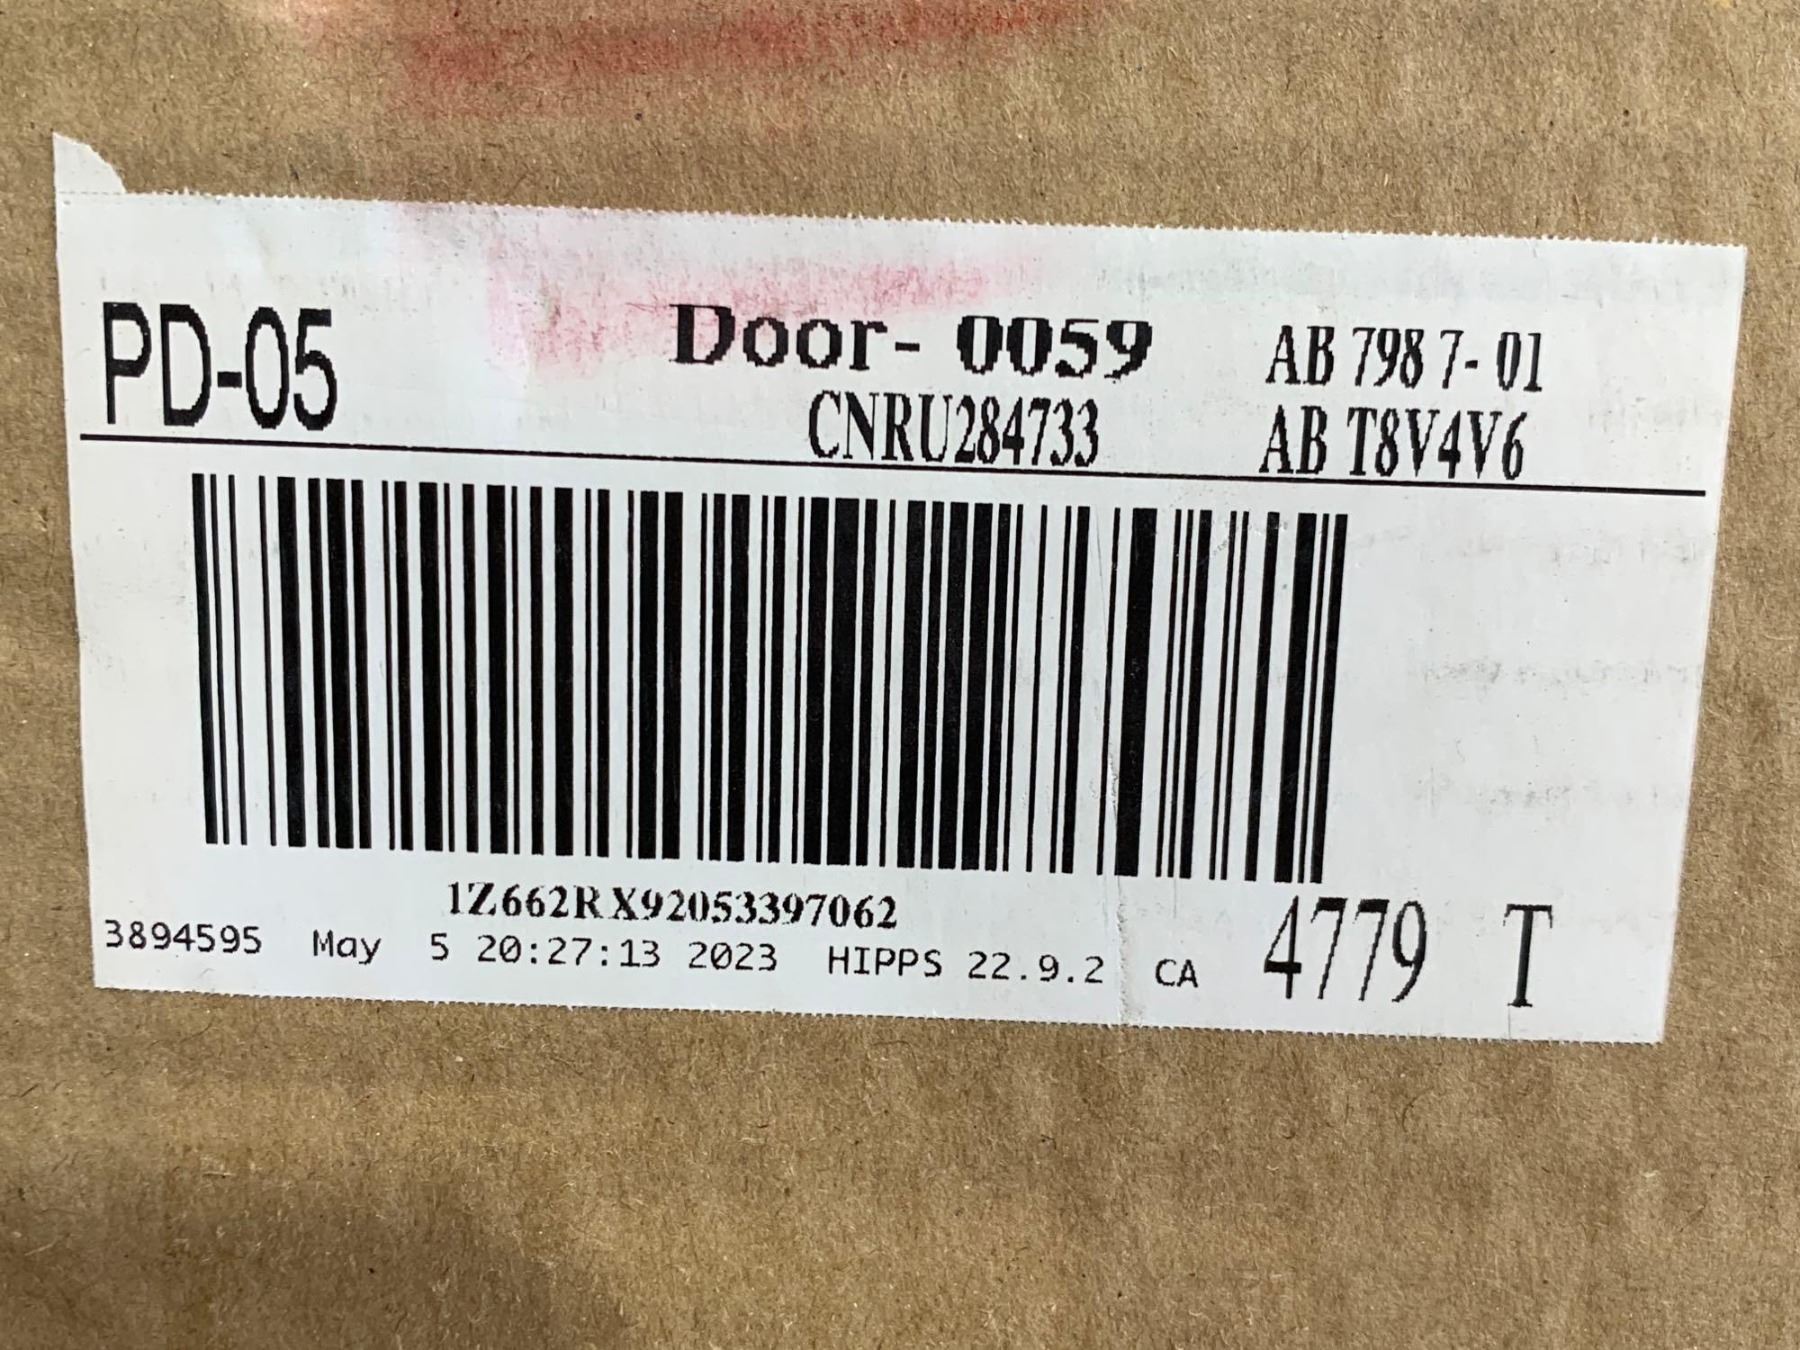 PD-05 Door- 0059 AB 798 7- 01
CNRU284733 AB T8V4V6
1Z662RX92053397062
3894595 May 5 20:27:13 2023 HIPPS 22.9.2 CA 4779 T